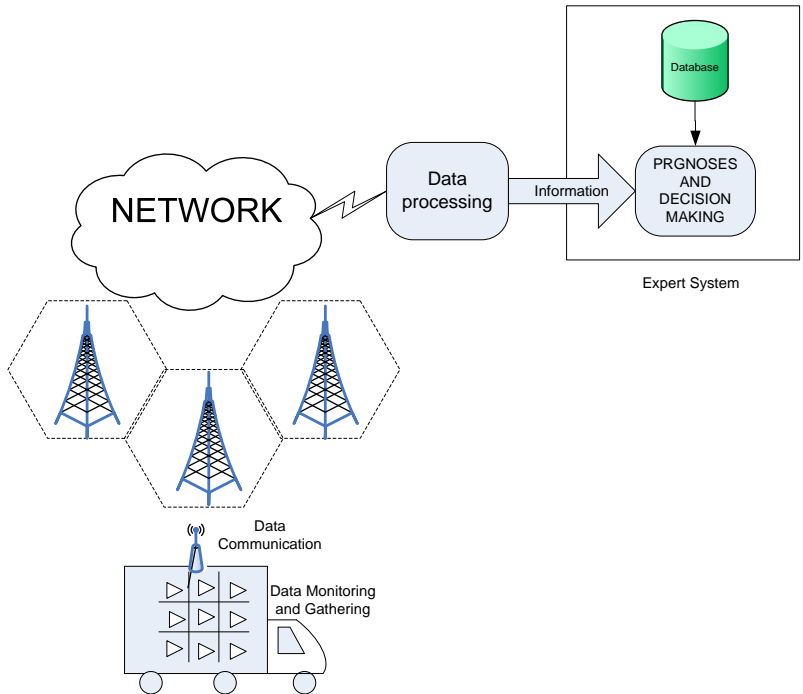 Database
PRGNOSES
AND
DECISION
MAKING
Information
Data
processing
NETWORK
Expert System
Data
Communication
Data Monitoring
and Gathering